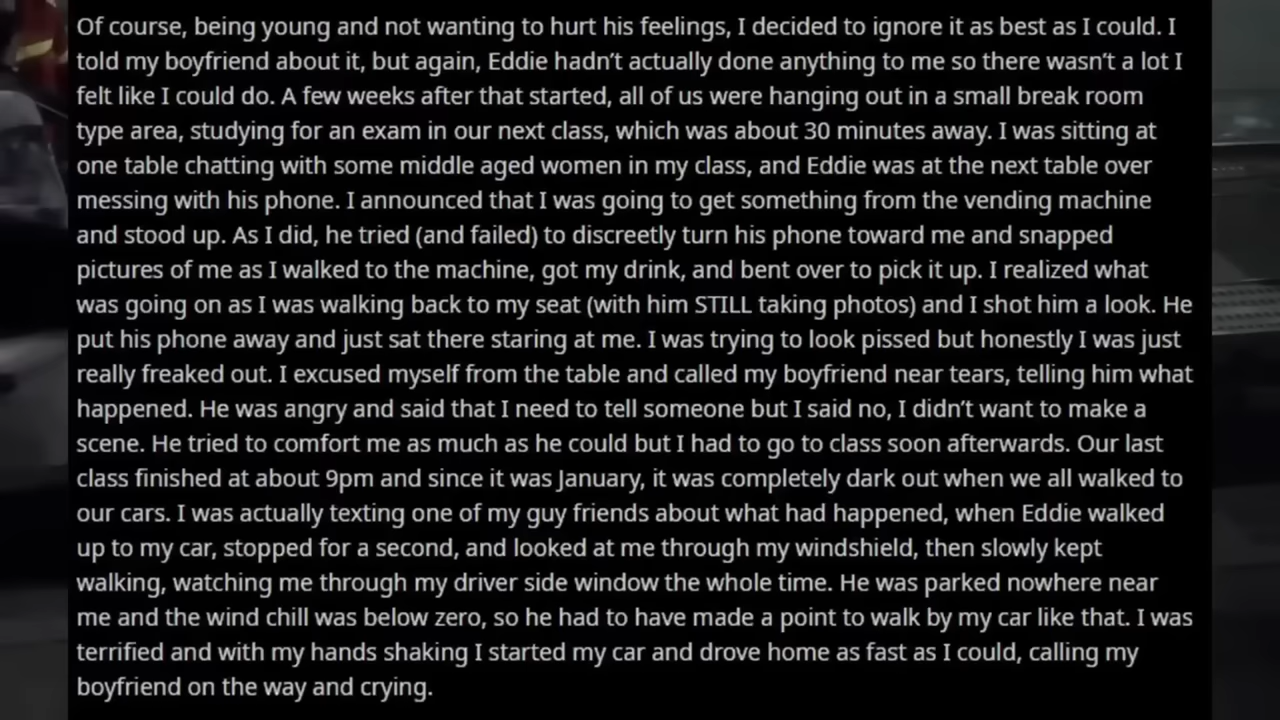 Of course, being young and not wanting to hurt his feelings, I decided to ignore it as best as I could. I
told my boyfriend about it, but again, Eddie hadn’t actually done anything to me so there wasn’t a lot I
felt like I could do. A few weeks after that started, all of us were hanging out in a small break room
type area, studying for an exam in our next class, which was about 30 minutes away. I was sitting at
one table chatting with some middle aged women in my class, and Eddie was at the next table over
messing with his phone. I announced that I was going to get something from the vending machine
and stood up. As I did, he tried (and failed) to discreetly turn his phone toward me and snapped
pictures of me as I walked to the machine, got my drink, and bent over to pick it up. I realized what
was going on as I was walking back to my seat (with him STILL taking photos) and I shot him a look. He
put his phone away and just sat there staring at me. I was trying to look pissed but honestly I was just
really freaked out. I excused myself from the table and called my boyfriend near tears, telling him what
happened. He was angry and said that I need to tell someone but I said no, I didn’t want to make a
scene. He tried to comfort me as much as he could but I had to go to class soon afterwards. Our last
class finished at about 9pm and since it was January, it was completely dark out when we all walked to
our cars. I was actually texting one of my guy friends about what had happened, when Eddie walked
up to my car, stopped for a second, and looked at me through my windshield, then slowly kept
walking, watching me through my driver side window the whole time. He was parked nowhere near
me and the wind chill was below zero, so he had to have made a point to walk by my car like that. I was
terrified and with my hands shaking I started my car and drove home as fast as I could, calling my
boyfriend on the way and crying.